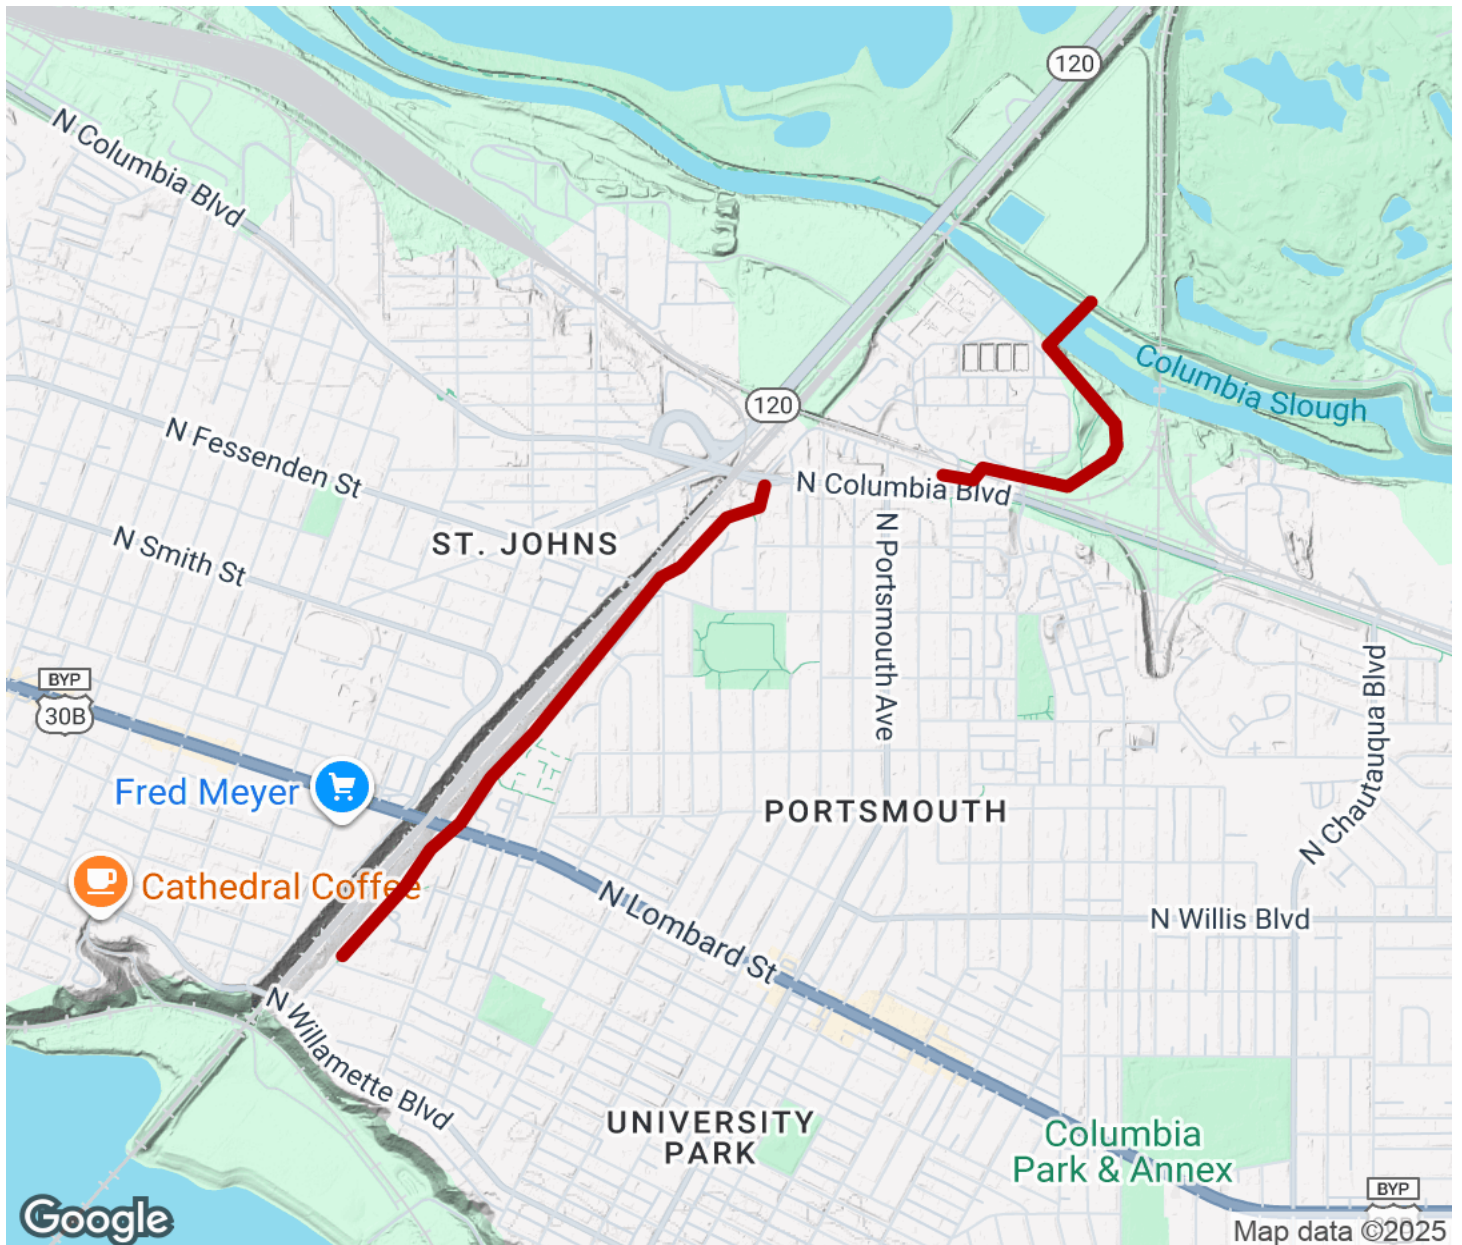 120
N Columbia Blvd
Columbia Slough
120
N Fessenden St
N Columbia Blvd
N Smith St
ST. JOHNS
N Portsmouth Ave
BYP
30B
N Chautauqua Blvd
Fred Meyer
PORTSMOUTH
Cathedral Coffee
N Lombard St
N Willis Blvd
N Willamette Blvd
UNIVERSITY
PARK
Columbia
Park & Annex
BYP
Google
Map data ©2025